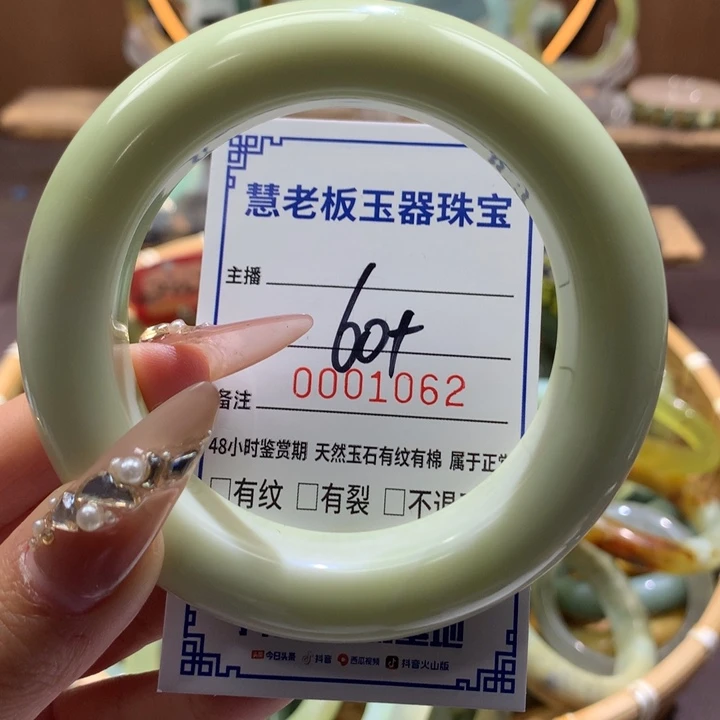 慧老板玉器珠宝
主播
60+
0001062
备注
48小时鉴赏期 天然玉石有纹有棉 属于正常
□有纹 □有裂 □不退
今日头条 抖音 西瓜视频 抖音火山版